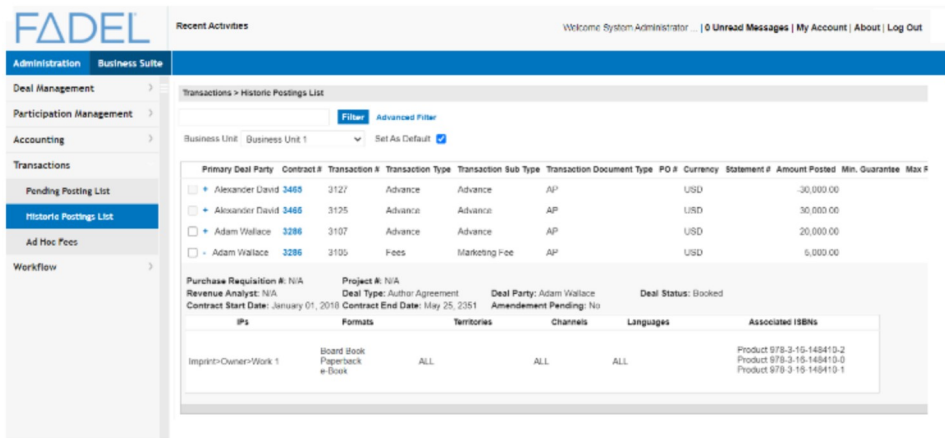 FADEL
Recent Activities
Welcome System Administrator ... | 0 Unread Messages | My Account | About | Log Out
Administration Business Suite
Deal Management
Participation Management
Accounting
Transactions
Pending Posting List
Historic Postings List
Ad Hoc Fees
Workflow
Transactions > Historic Postings List
Filter Advanced Filter
Business Unit Business Unit 1 Set As Default
Primary Deal Party Contract # Transaction # Transaction Type Transaction Sub Type Transaction Document Type PO # Currency Statement # Amount Posted Min. Guarantee Max
+ Alexander David 3465 3127 Advance Advance AP USD -30,000.00
+ Alexander David 3465 3125 Advance Advance AP USD 30,000.00
+ Adam Wallace 3286 3107 Advance Advance AP USD 20,000.00
- Adam Wallace 3286 3105 Fees Marketing Fee AP USD 5,000.00
Purchase Requisition #: N/A Project #: N/A
Revenue Analyst: N/A Deal Type: Author Agreement Deal Party: Adam Wallace Deal Status: Booked
Contract Start Date: January 01, 2018 Contract End Date: May 25, 2351 Amendement Pending: No
IPs Formats Territories Channels Languages Associated ISBNs
Imprint>Owner>Work 1 Board Book Paperback e-Book ALL ALL ALL Product 978-3-16-148410-2
Product 978-3-16-148410-0
Product 978-3-16-148410-1